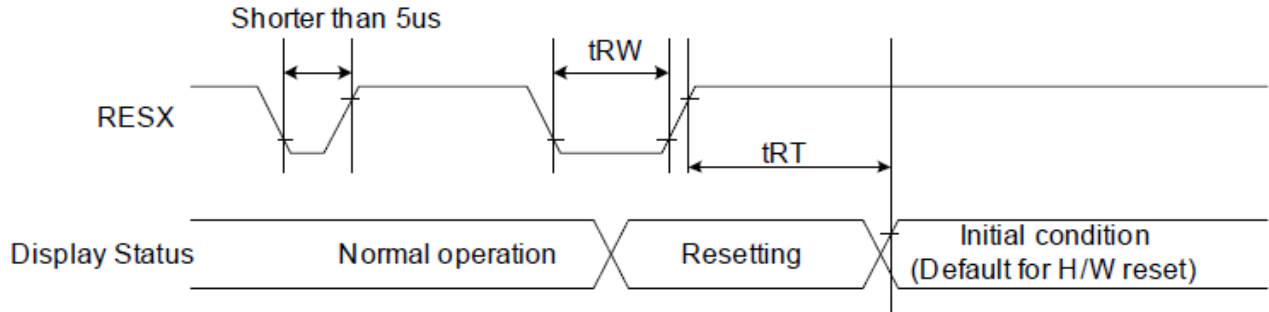 Shorter than 5us
tRW
RESX
tRT
Display Status
Normal operation
Resetting
Initial condition
(Default for H/W reset)